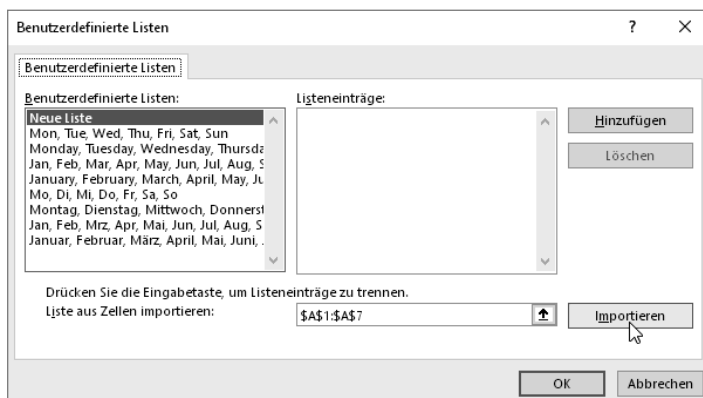 Benutzerdefinierte Listen ? ✕
Benutzerdefinierte Listen
Benutzerdefinierte Listen:
Neue Liste
Mon, Tue, Wed, Thu, Fri, Sat, Sun
Monday, Tuesday, Wednesday, Thursda
Jan, Feb, Mar, Apr, May, Jun, Jul, Aug, S
January, February, March, April, May, Ju
Mo, Di, Mi, Do, Fr, Sa, So
Montag, Dienstag, Mittwoch, Donnerst
Jan, Feb, Mrz, Apr, Mai, Jun, Jul, Aug, S
Januar, Februar, März, April, Mai, Juni, .
Listeneinträge:
Hinzufügen
Löschen
Drücken Sie die Eingabetaste, um Listeneinträge zu trennen.
Liste aus Zellen importieren: $A$1:$A$7 Importieren
OK Abbrechen